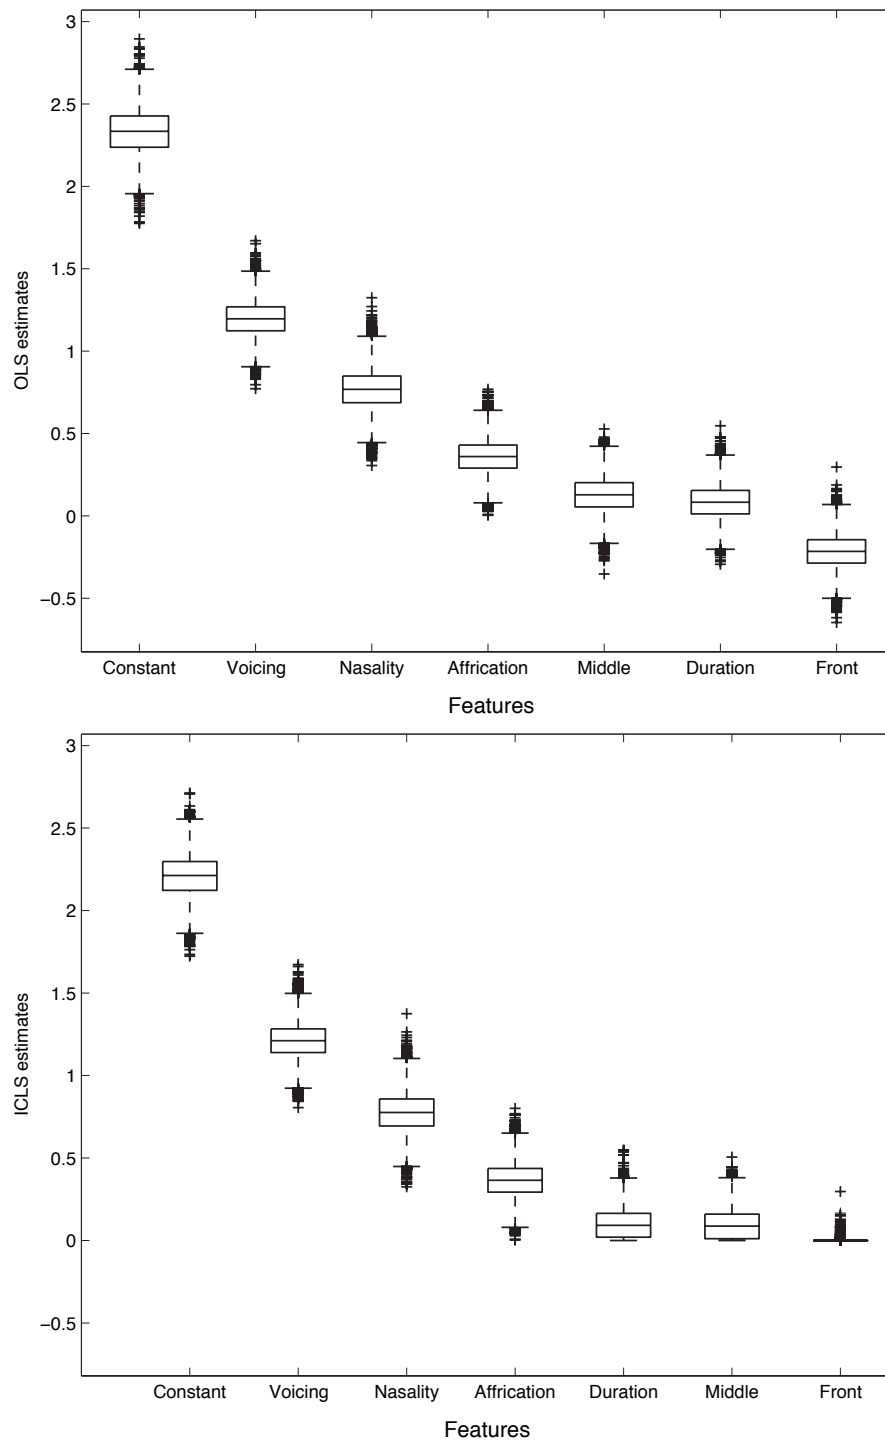 3
2.5
2
1.5
1
0.5
0
−0.5
OLS estimates
Constant Voicing Nasality Affrication Middle Duration Front
Features
3
2.5
2
1.5
1
0.5
0
−0.5
ICLS estimates
Constant Voicing Nasality Affrication Duration Middle Front
Features